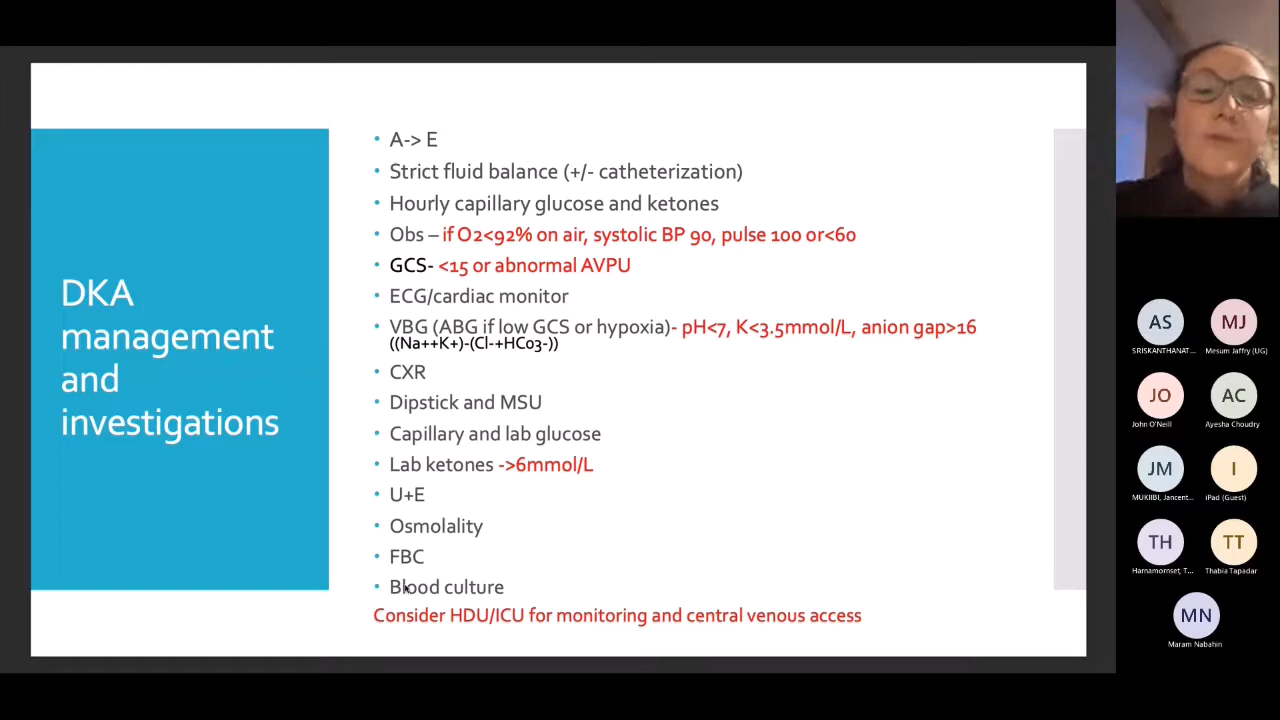 DKA
management
and
investigations
• A-> E
• Strict fluid balance (+/- catheterization)
• Hourly capillary glucose and ketones
• Obs – if O2<92% on air, systolic BP 90, pulse 100 or<60
• GCS- <15 or abnormal AVPU
• ECG/cardiac monitor
• VBG (ABG if low GCS or hypoxia)- pH<7, K<3.5mmol/L, anion gap>16
((Na++K+)-(Cl-+HCo3-))
• CXR
• Dipstick and MSU
• Capillary and lab glucose
• Lab ketones ->6mmol/L
• U+E
• Osmolality
• FBC
• Blood culture
Consider HDU/ICU for monitoring and central venous access
AS
SRISKANTHANAT...
MJ
Mesum Jaffry (UG)
JO
John O'Neill
AC
Ayesha Choudry
JM
MUKIIBI, Jancent...
I
iPad (Guest)
TH
Harnamornset, T...
TT
Thabia Tapadar
MN
Maram Nabahin